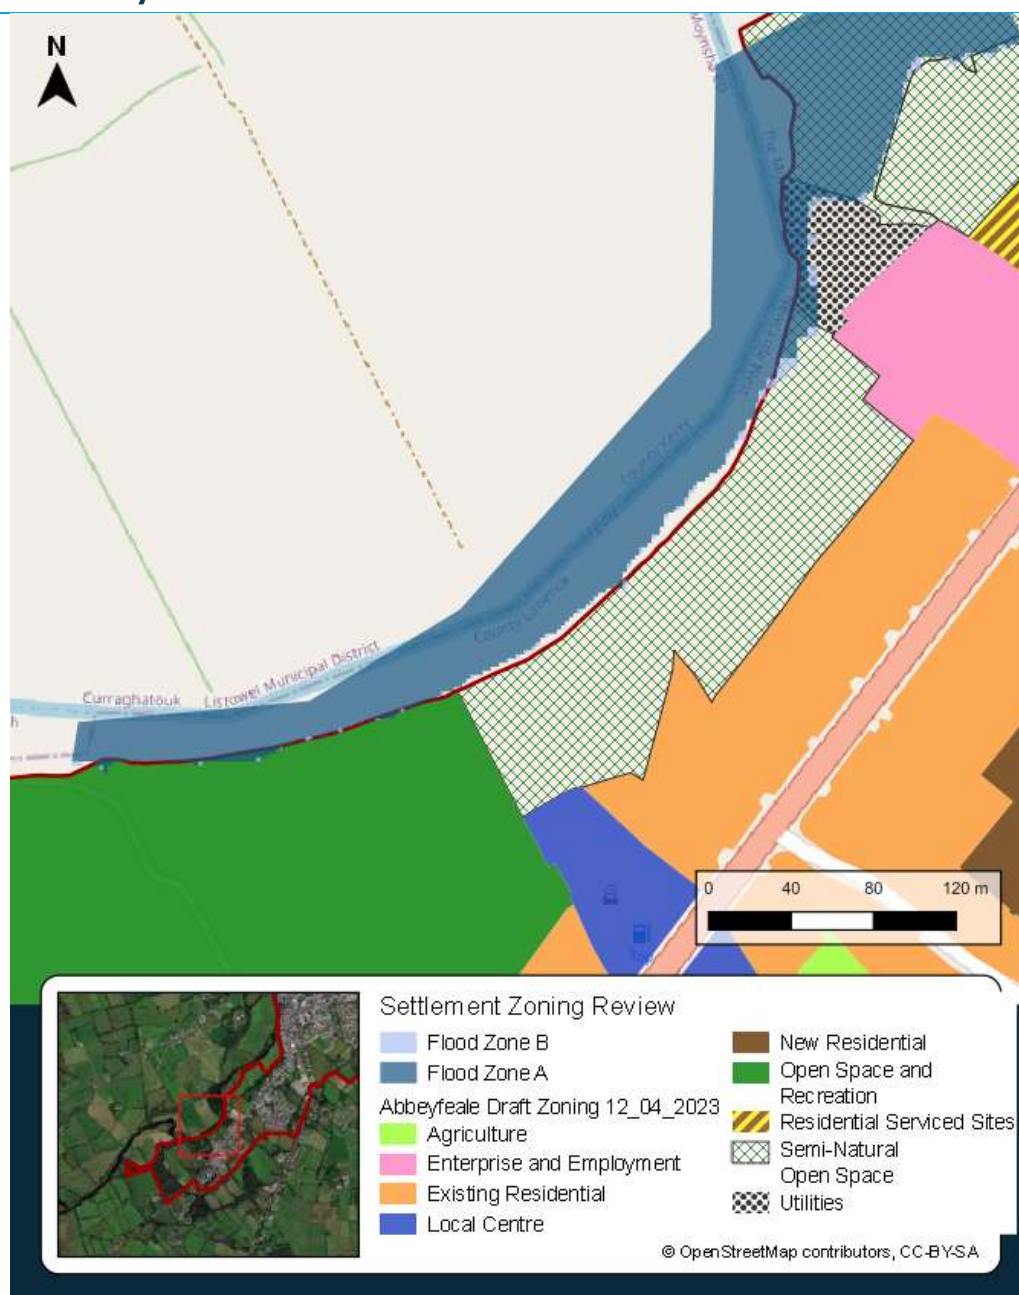 N
County Kerry
County Limerick
Listowel Municipal District
Curraghatouk
h
0 40 80 120 m
Settlement Zoning Review
Flood Zone B
Flood Zone A
Abbeyfeale Draft Zoning 12_04_2023
Agriculture
Enterprise and Employment
Existing Residential
Local Centre
New Residential
Open Space and
Recreation
Residential Serviced Sites
Semi-Natural
Open Space
Utilities
© OpenStreetMap contributors, CC-BY-SA